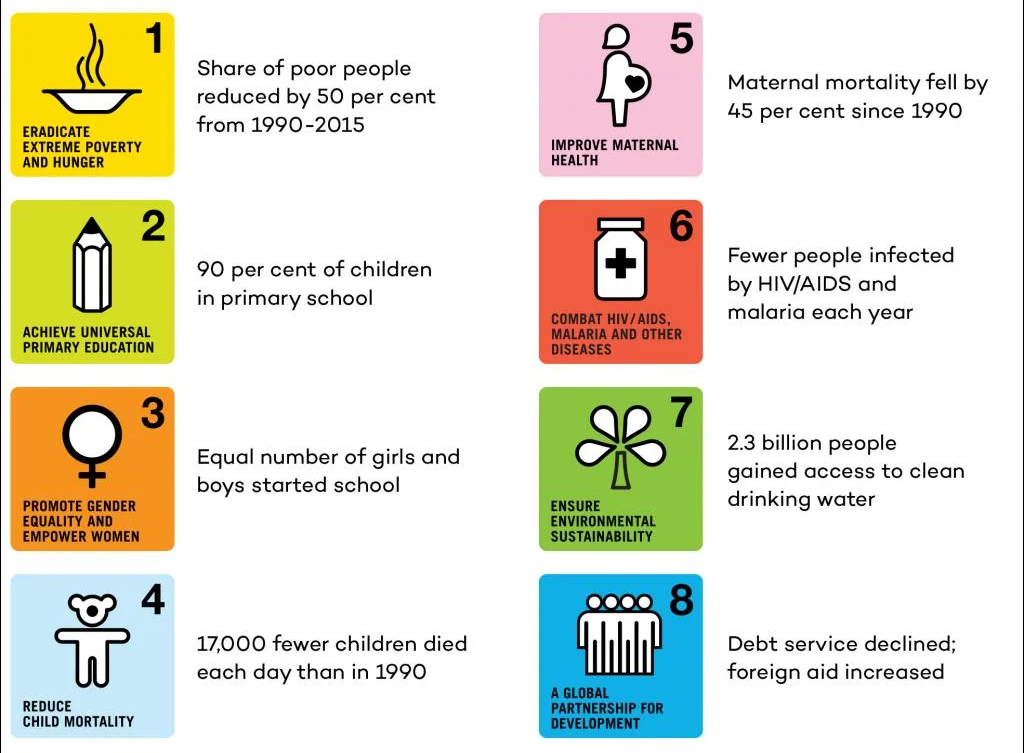 1
ERADICATE
EXTREME POVERTY
AND HUNGER
Share of poor people
reduced by 50 per cent
from 1990-2015
2
ACHIEVE UNIVERSAL
PRIMARY EDUCATION
90 per cent of children
in primary school
3
PROMOTE GENDER
EQUALITY AND
EMPOWER WOMEN
Equal number of girls and
boys started school
4
REDUCE
CHILD MORTALITY
17,000 fewer children died
each day than in 1990
5
IMPROVE MATERNAL
HEALTH
Maternal mortality fell by
45 per cent since 1990
6
COMBAT HIV/AIDS,
MALARIA AND OTHER
DISEASES
Fewer people infected
by HIV/AIDS and
malaria each year
7
ENSURE
ENVIRONMENTAL
SUSTAINABILITY
2.3 billion people
gained access to clean
drinking water
8
A GLOBAL
PARTNERSHIP FOR
DEVELOPMENT
Debt service declined;
foreign aid increased